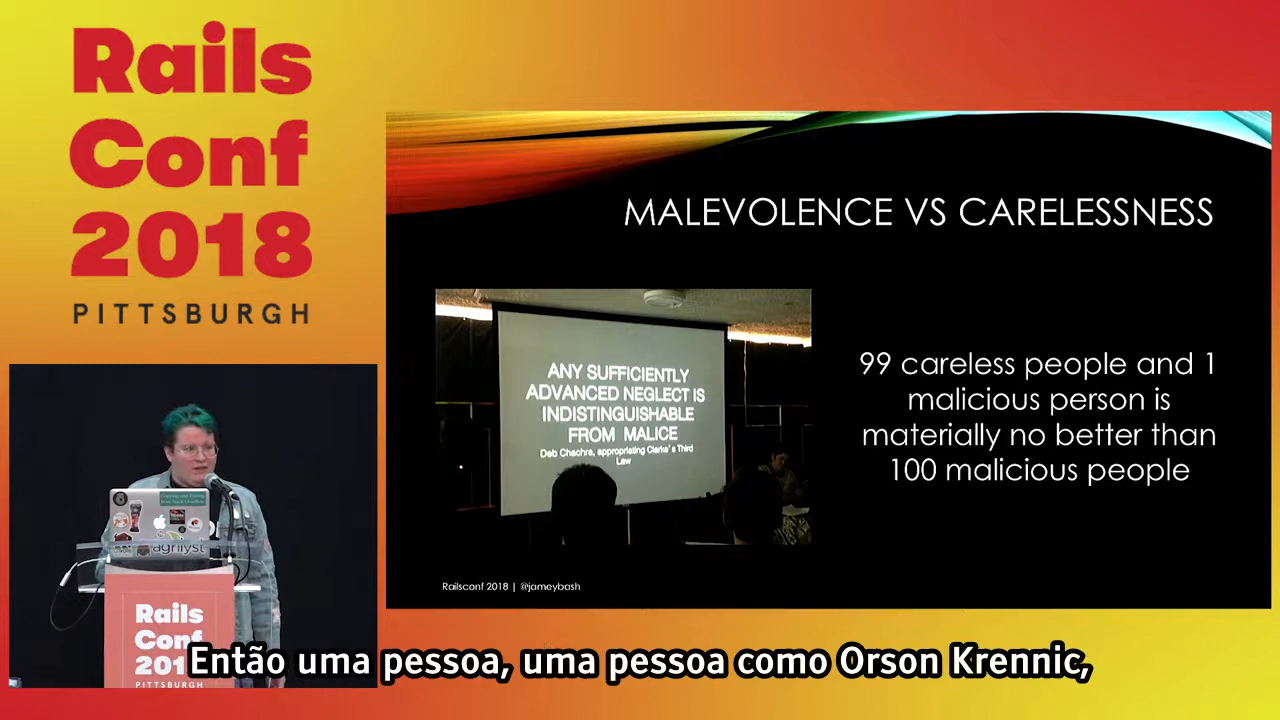 Rails
Conf
2018
PITTSBURGH
MALEVOLENCE VS CARELESSNESS
ANY SUFFICIENTLY
ADVANCED NEGLECT IS
INDISTINGUISHABLE
FROM MALICE
Deb Chachra, appropriating Clarke's Third
Law
99 careless people and 1
malicious person is
materially no better than
100 malicious people
Railsconf 2018 | @jameybash
agrilyst
Rails
Conf
201
PITTSBURGH
Então uma pessoa, uma pessoa como Orson Krennic,